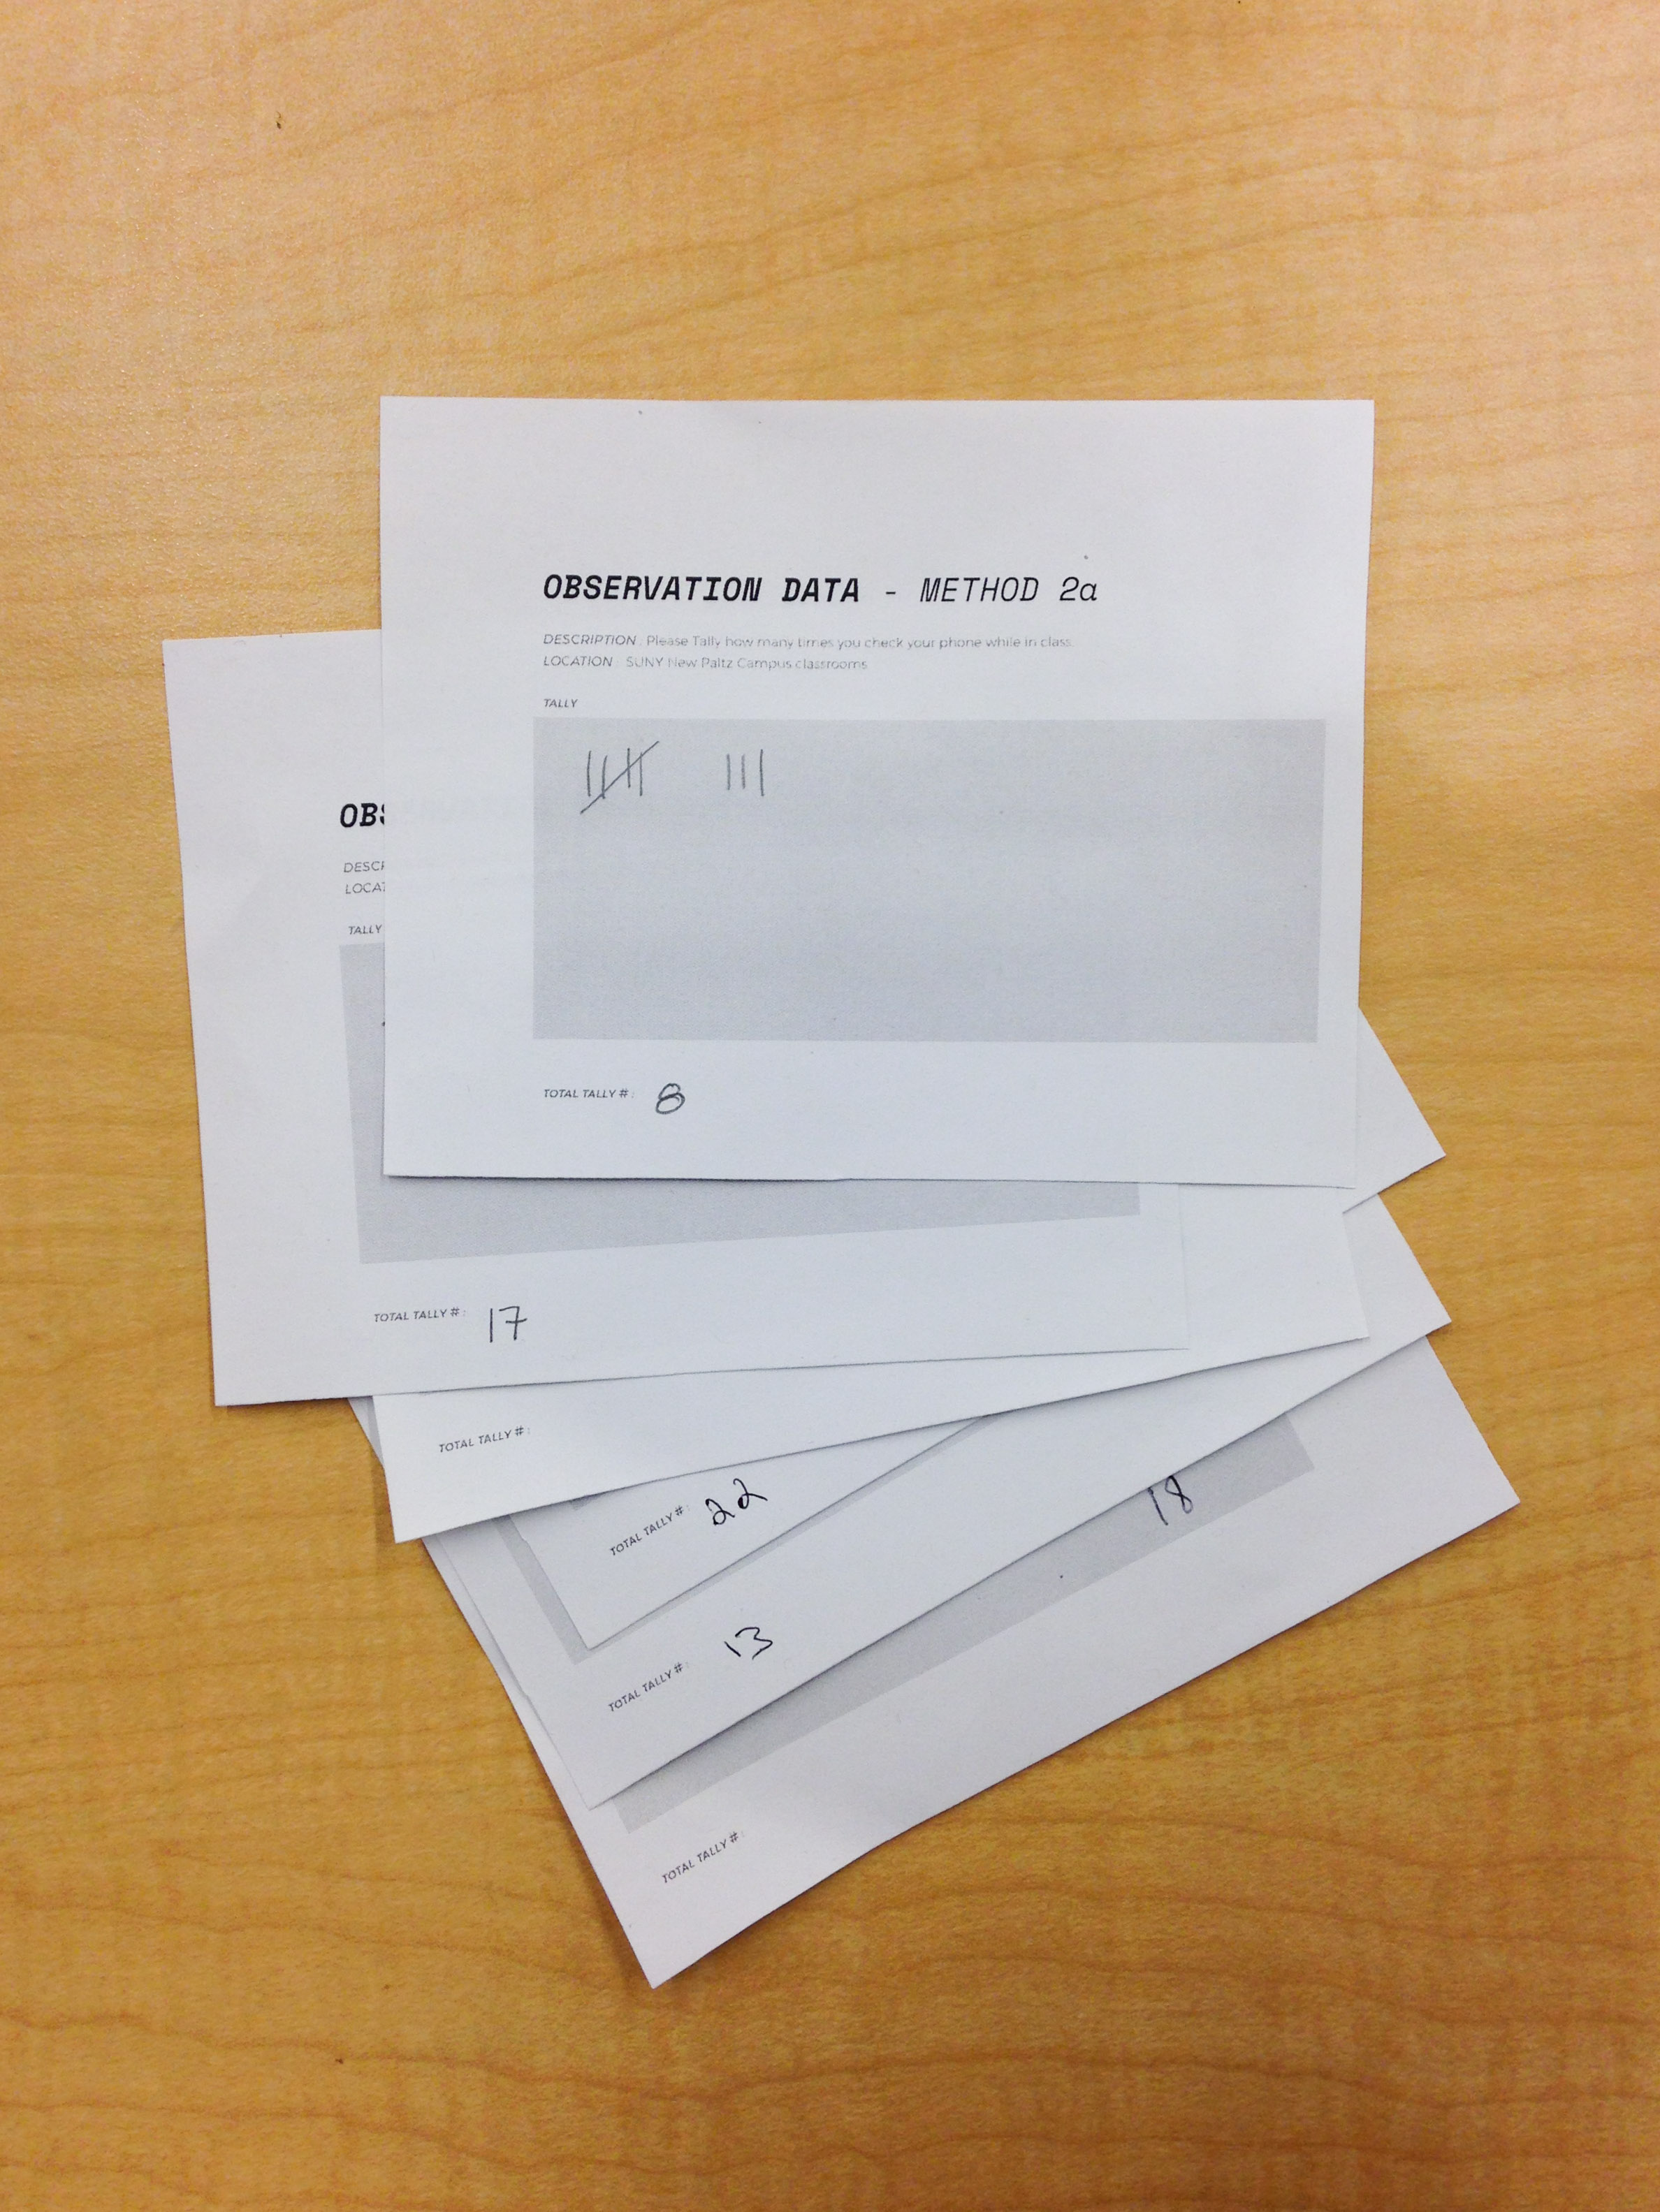 OBSERVATION DATA - METHOD 2a
DESCRIPTION : Please Tally how many times you check your phone while in class.
LOCATION : SUNY New Paltz Campus classrooms
TALLY
TOTAL TALLY # : 8
OBS
DESCR
LOCAT
TALLY
TOTAL TALLY # : 17
TOTAL TALLY # :
TOTAL TALLY # : 22
TOTAL TALLY # : 13
18
TOTAL TALLY # :